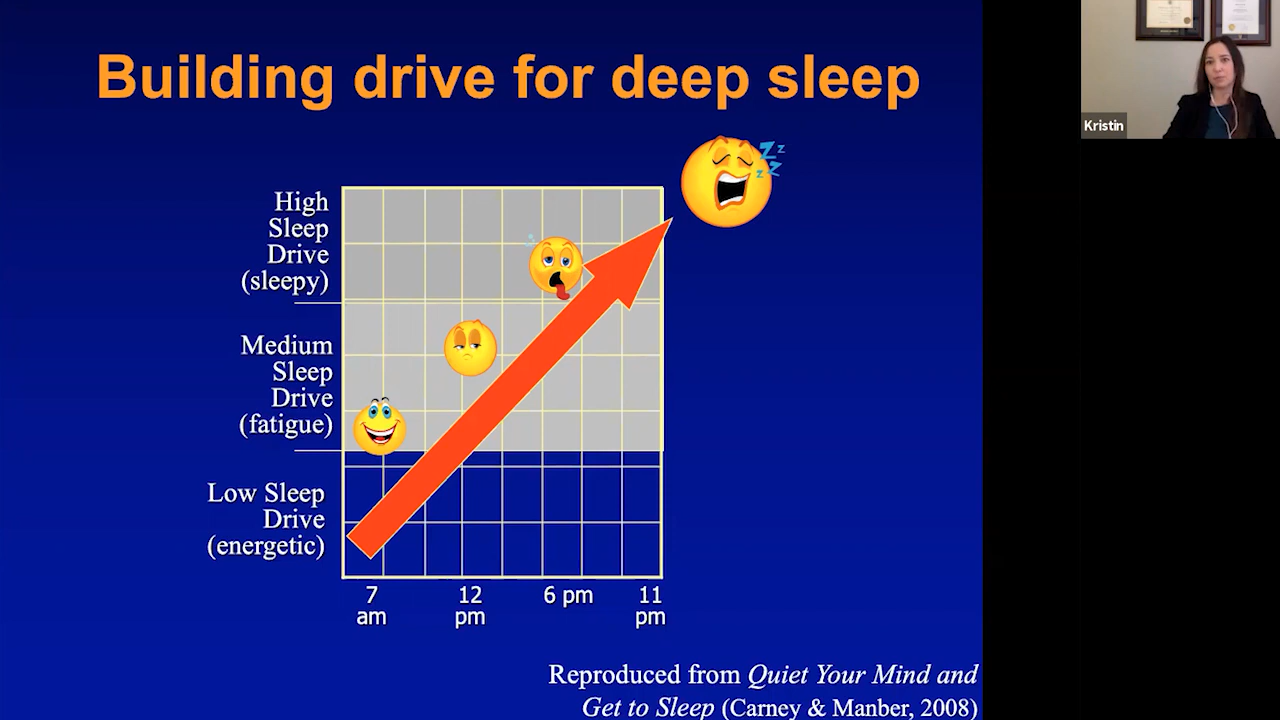 Building drive for deep sleep
Kristin
High
Sleep
Drive
(sleepy)
Medium
Sleep
Drive
(fatigue)
Low Sleep
Drive
(energetic)
7
am
12
pm
6 pm
11
pm
Reproduced from Quiet Your Mind and
Get to Sleep (Carney & Manber, 2008)